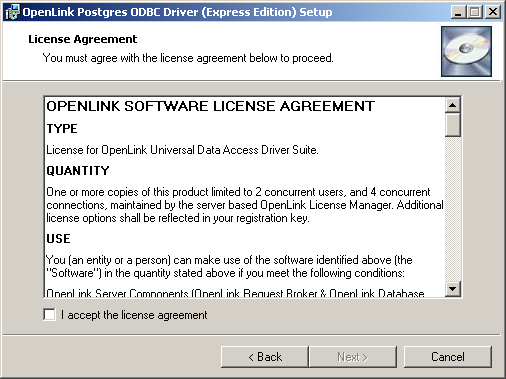 OpenLink Postgres ODBC Driver (Express Edition) Setup
License Agreement
You must agree with the license agreement below to proceed.
OPENLINK SOFTWARE LICENSE AGREEMENT
TYPE
License for OpenLink Universal Data Access Driver Suite.
QUANTITY
One or more copies of this product limited to 2 concurrent users, and 4 concurrent
connections, maintained by the server based OpenLink License Manager. Additional
license options shall be reflected in your registration key.
USE
You (an entity or a person) can make use of the software identified above (the
"Software") in the quantity stated above if you meet the following conditions:
OpenLink Server Components (OpenLink Request Broker & OpenLink Database
I accept the license agreement
< Back
Next >
Cancel